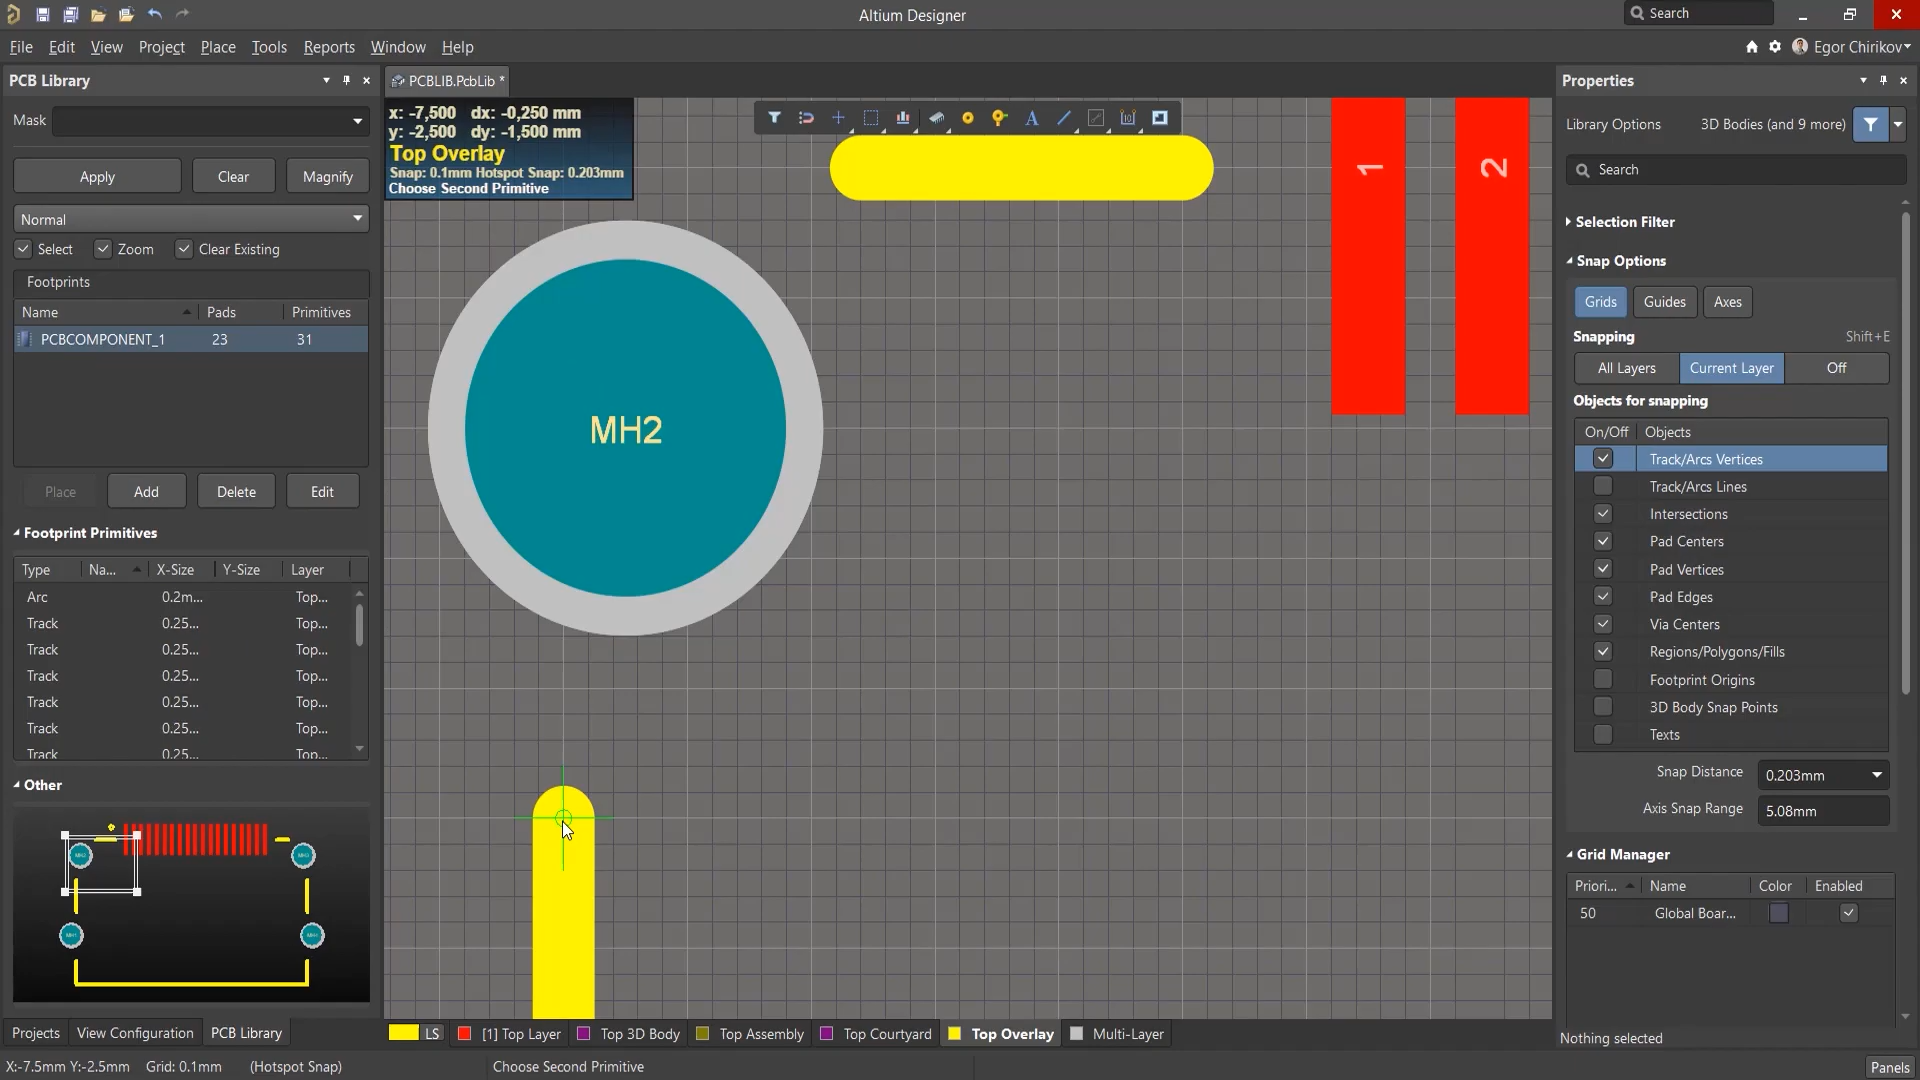 Altium Designer
Search
File Edit View Project Place Tools Reports Window Help
Egor Chirikov
PCB Library
PCBLIB.PcbLib *
Properties
Mask
x: -7,500 dx: -0,250 mm
y: -2,500 dy: -1,500 mm
Top Overlay
Snap: 0.1mm Hotspot Snap: 0.203mm
Choose Second Primitive
Library Options 3D Bodies (and 9 more)
Search
Apply Clear Magnify
1 2
Normal
Select Zoom Clear Existing
Selection Filter
Snap Options
Footprints
Grids Guides Axes
Name Pads Primitives
PCBCOMPONENT_1 23 31
Snapping Shift+E
All Layers Current Layer Off
Objects for snapping
On/Off Objects
MH2
Track/Arcs Vertices
Track/Arcs Lines
Intersections
Pad Centers
Pad Vertices
Pad Edges
Via Centers
Regions/Polygons/Fills
Footprint Origins
3D Body Snap Points
Texts
Place Add Delete Edit
Footprint Primitives
Type Na... X-Size Y-Size Layer
Arc 0.2m... Top...
Track 0.25... Top...
Track 0.25... Top...
Track 0.25... Top...
Track 0.25... Top...
Track 0.25... Top...
Track 0.25... Top...
Snap Distance 0.203mm
Axis Snap Range 5.08mm
Other
Grid Manager
Priori... Name Color Enabled
50 Global Boar...
Projects View Configuration PCB Library
LS [1] Top Layer Top 3D Body Top Assembly Top Courtyard Top Overlay Multi-Layer
Nothing selected
X:-7.5mm Y:-2.5mm Grid: 0.1mm (Hotspot Snap) Choose Second Primitive
Panels